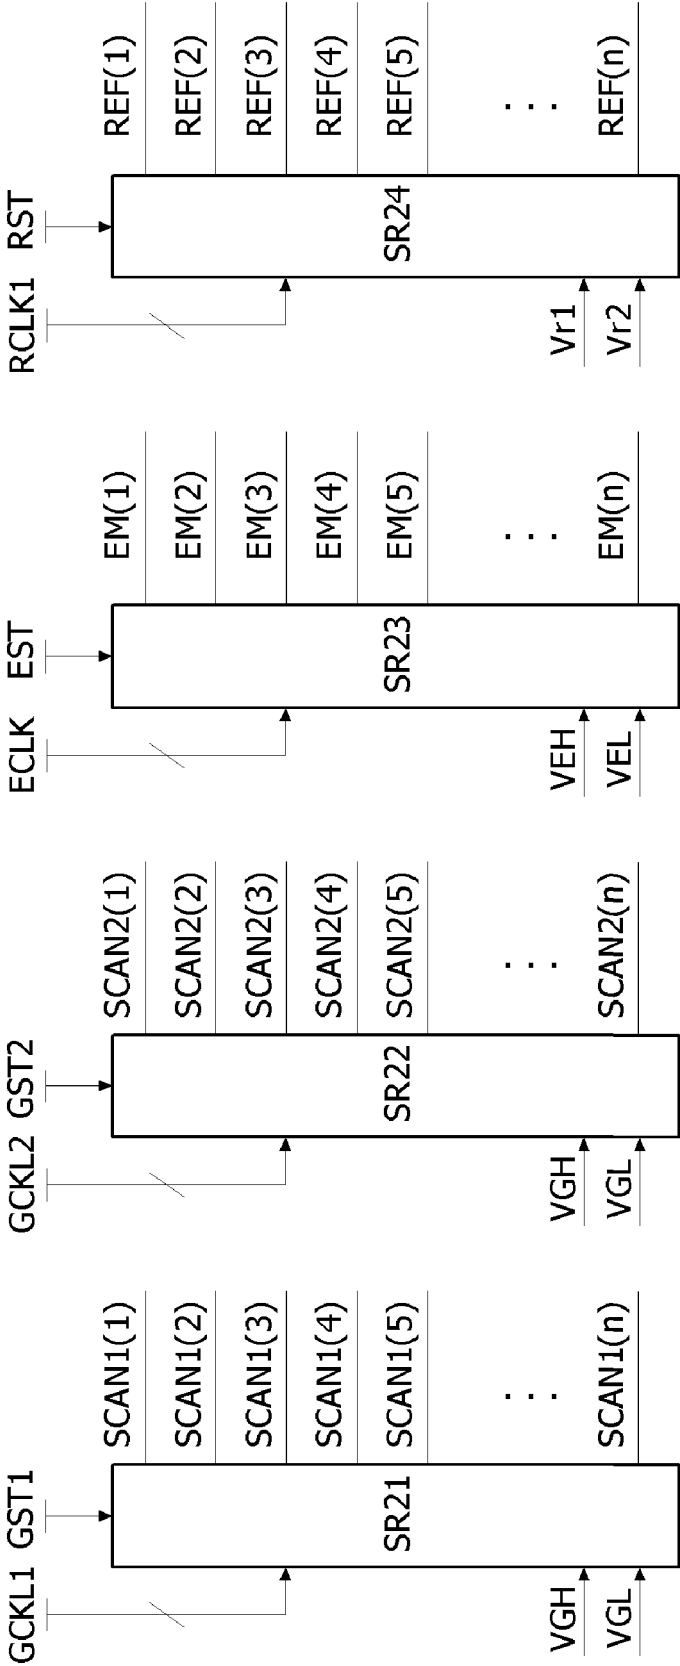 GCKL1
GST1
SCAN1(1)
SCAN1(2)
SCAN1(3)
SCAN1(4)
SCAN1(5)
. . .
SCAN1(n)
SR21
VGH
VGL
GCKL2
GST2
SCAN2(1)
SCAN2(2)
SCAN2(3)
SCAN2(4)
SCAN2(5)
. . .
SCAN2(n)
SR22
VGH
VGL
ECLK
EST
EM(1)
EM(2)
EM(3)
EM(4)
EM(5)
. . .
EM(n)
SR23
VEH
VEL
RCLK1
RST
REF(1)
REF(2)
REF(3)
REF(4)
REF(5)
. . .
REF(n)
SR24
Vr1
Vr2